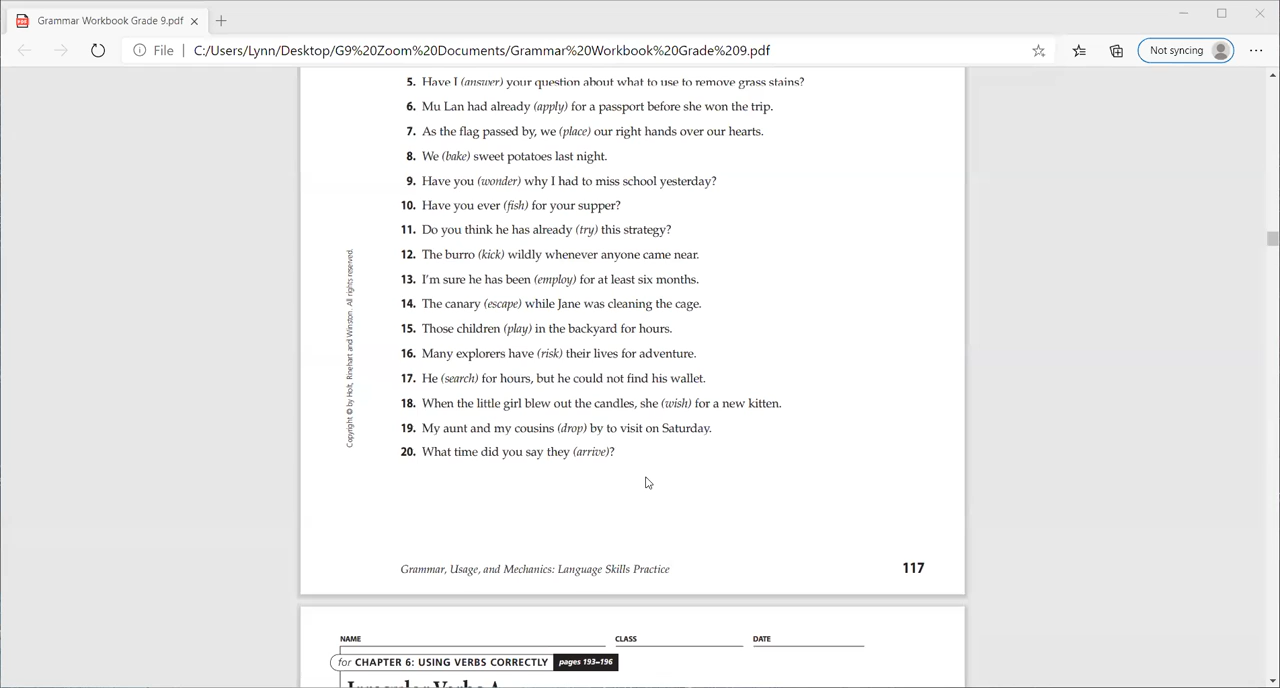 Grammar Workbook Grade 9.pdf
File | C:/Users/Lynn/Desktop/G9%20Zoom%20Documents/Grammar%20Workbook%20Grade%209.pdf
Not syncing
5. Have I (answer) your question about what to use to remove grass stains?
6. Mu Lan had already (apply) for a passport before she won the trip.
7. As the flag passed by, we (place) our right hands over our hearts.
8. We (bake) sweet potatoes last night.
9. Have you (wonder) why I had to miss school yesterday?
10. Have you ever (fish) for your supper?
11. Do you think he has already (try) this strategy?
12. The burro (kick) wildly whenever anyone came near.
13. I'm sure he has been (employ) for at least six months.
14. The canary (escape) while Jane was cleaning the cage.
15. Those children (play) in the backyard for hours.
16. Many explorers have (risk) their lives for adventure.
17. He (search) for hours, but he could not find his wallet.
18. When the little girl blew out the candles, she (wish) for a new kitten.
19. My aunt and my cousins (drop) by to visit on Saturday.
20. What time did you say they (arrive)?
Copyright © by Holt, Rinehart and Winston. All rights reserved.
Grammar, Usage, and Mechanics: Language Skills Practice
117
NAME CLASS DATE
for CHAPTER 6: USING VERBS CORRECTLY pages 193–196
Irregular Verbs A